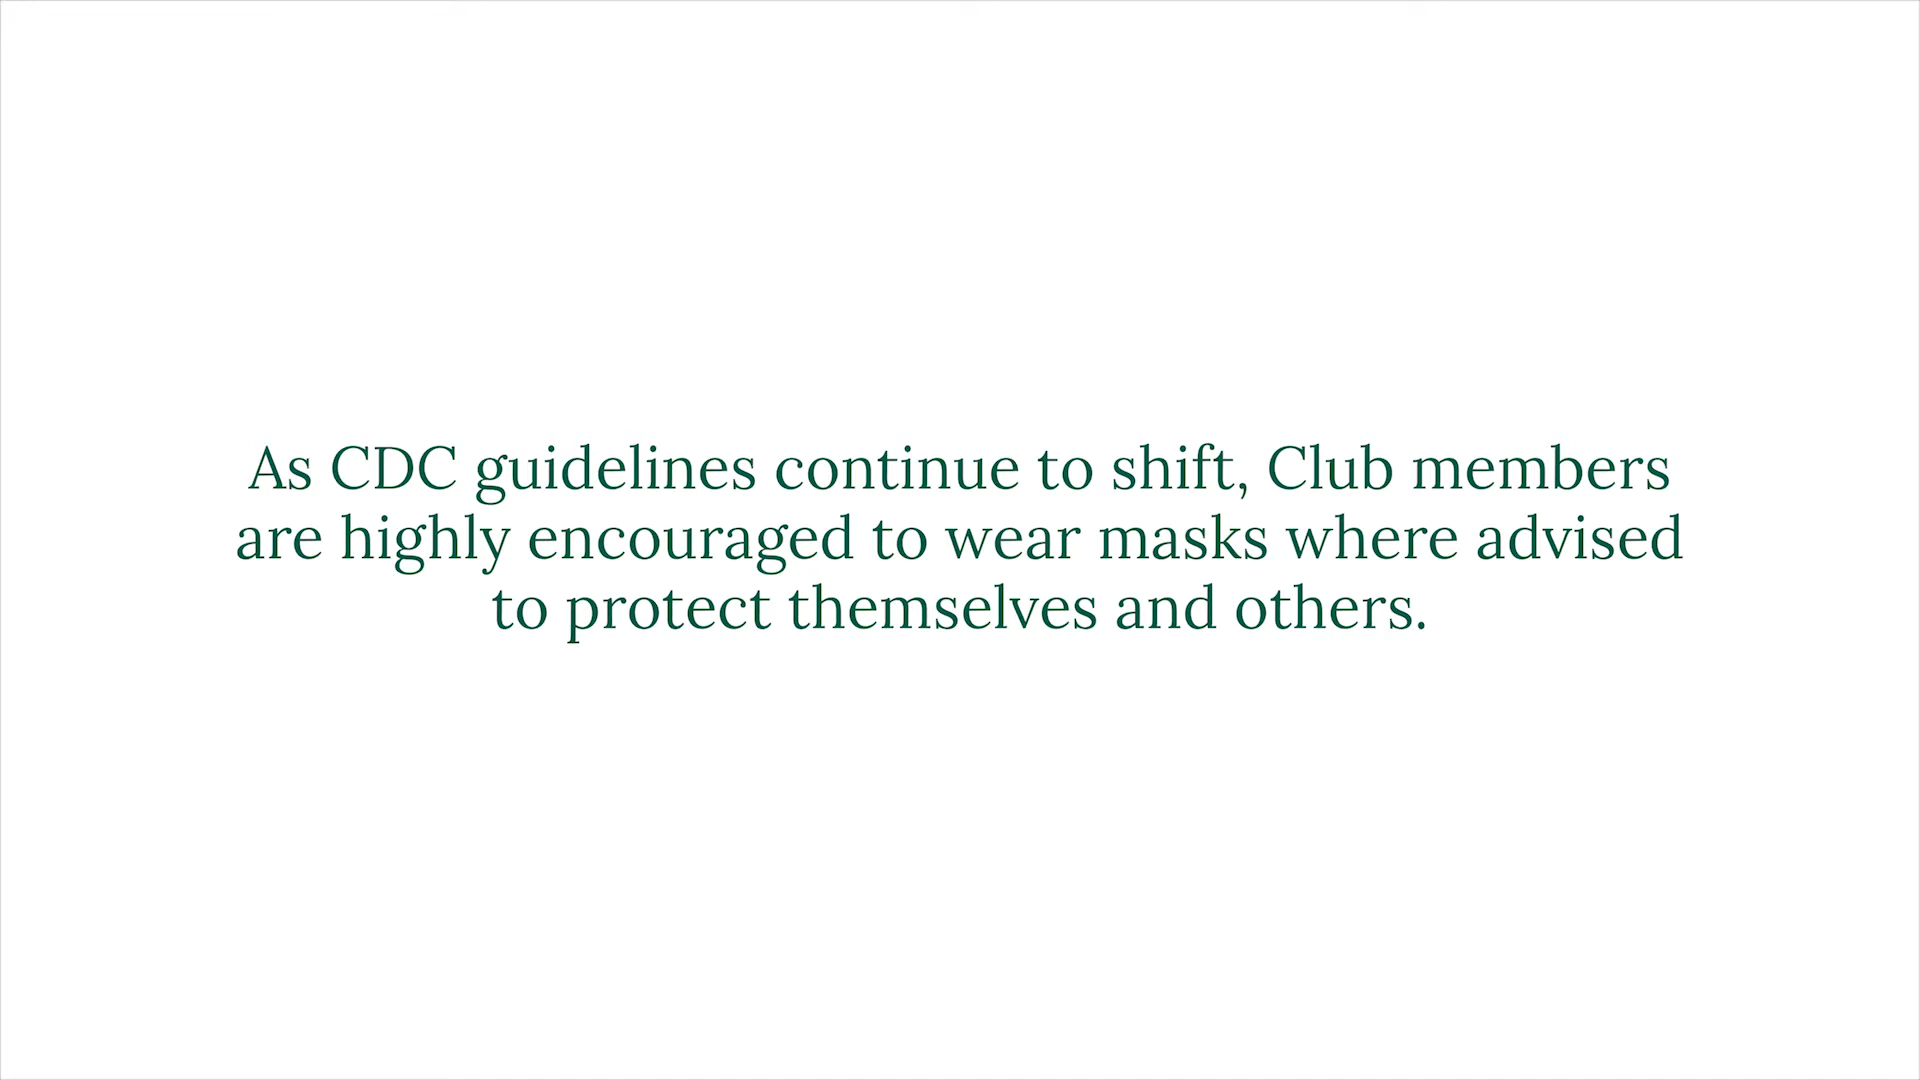 As CDC guidelines continue to shift, Club members
are highly encouraged to wear masks where advised
to protect themselves and others.